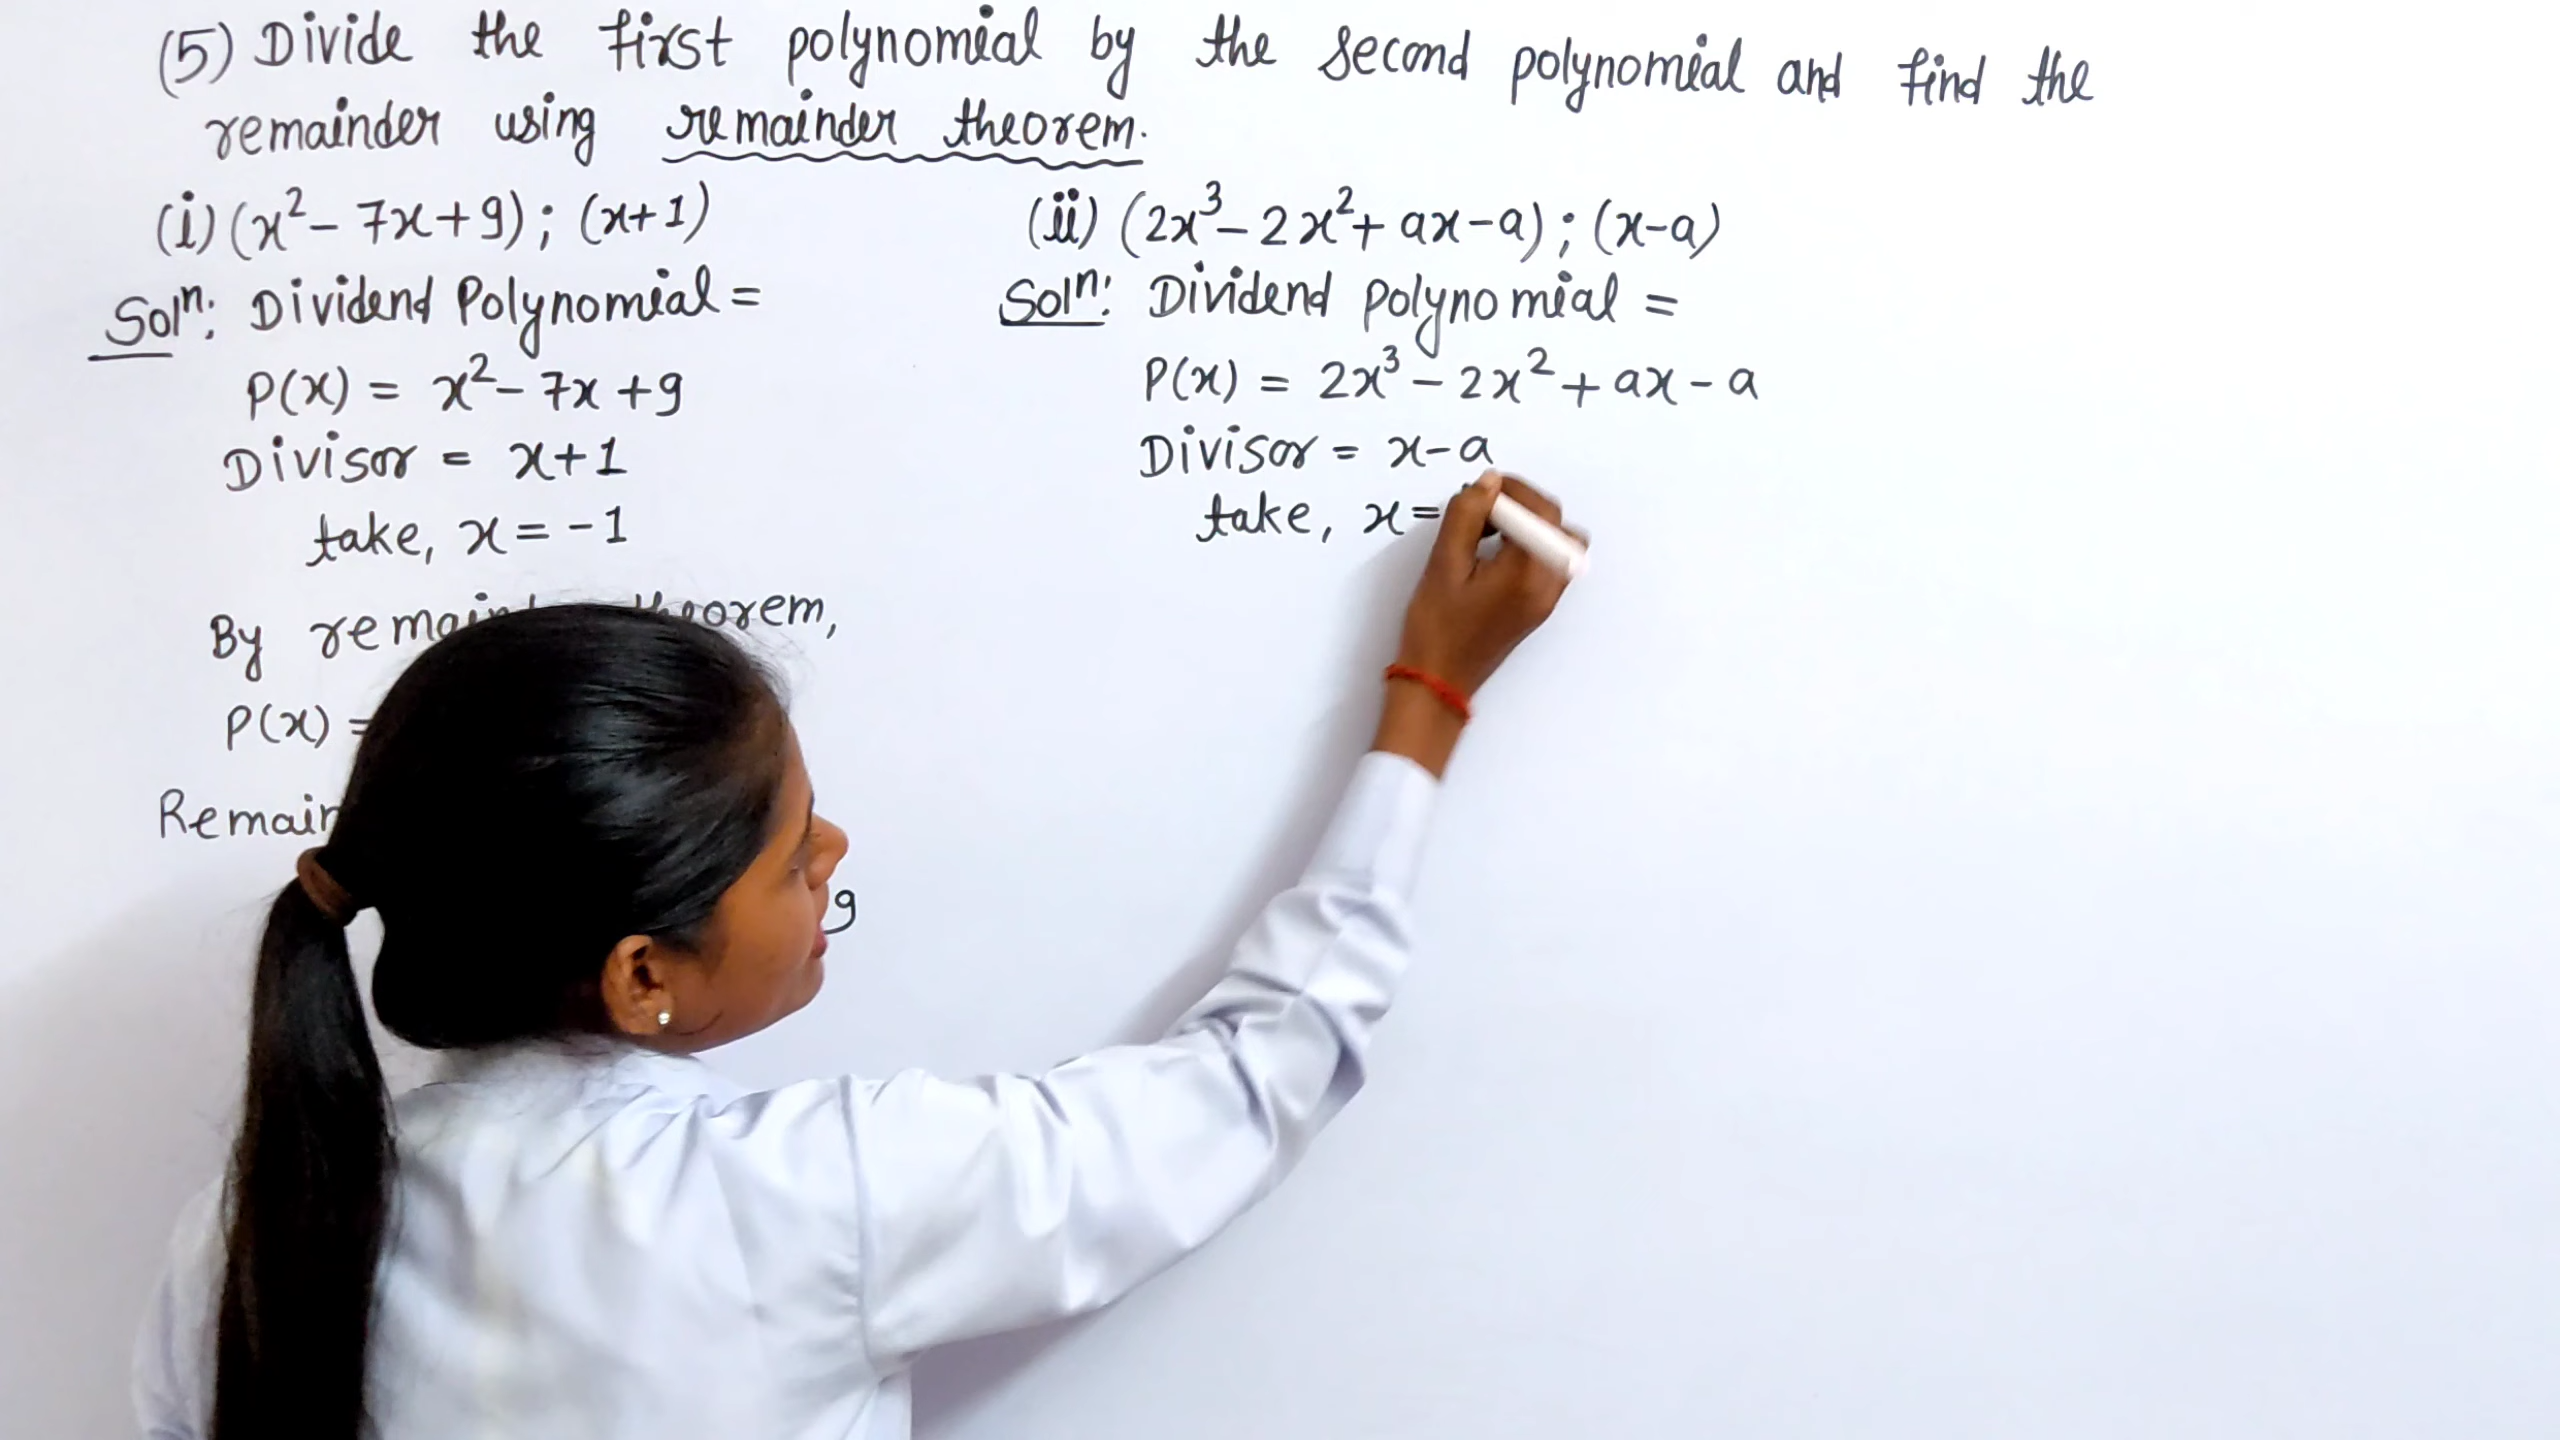 (5) Divide the first polynomial by the second polynomial and find the
remainder using remainder theorem.
(i) (x² - 7x + 9) ; (x+1)
Solⁿ: Dividend Polynomial =
P(x) = x² - 7x + 9
Divisor = x+1
take, x = -1
By theorem,
P(x) =
9
(ii) (2x³ - 2x² + ax - a) ; (x-a)
Solⁿ: Dividend polynomial =
P(x) = 2x³ - 2x² + ax - a
Divisor = x-a
take, x =